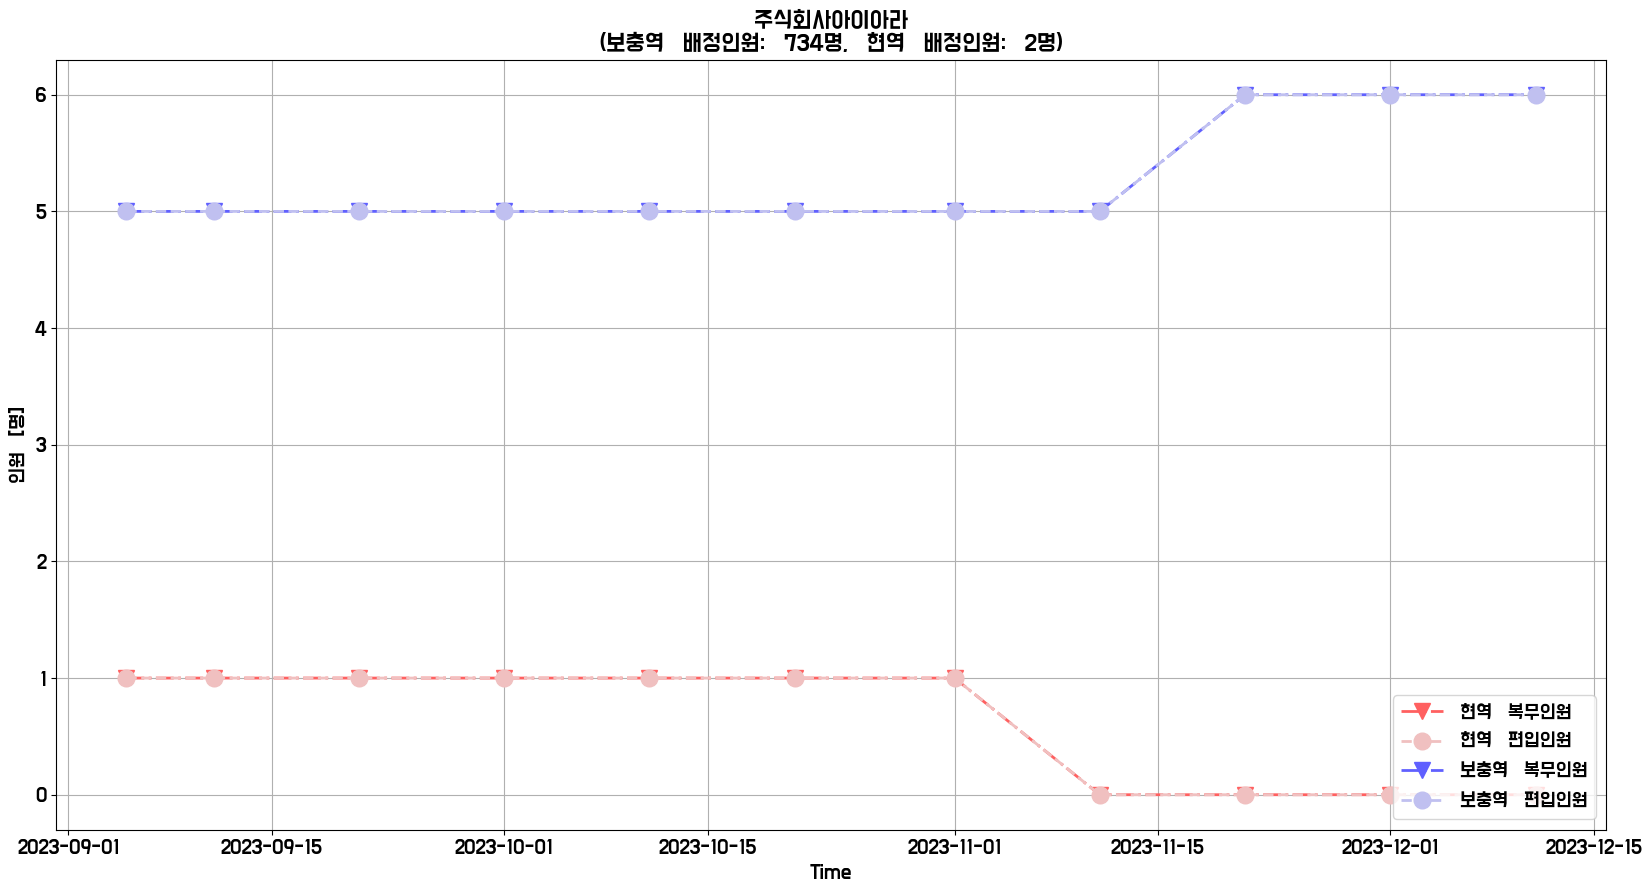 주식회사아이아라
(보충역 배정인원: 734명, 현역 배정인원: 2명)
6
5
4
3
2
1
0
인원 [명]
2023-09-01 2023-09-15 2023-10-01 2023-10-15 2023-11-01 2023-11-15 2023-12-01 2023-12-15
Time
현역 복무인원
현역 편입인원
보충역 복무인원
보충역 편입인원